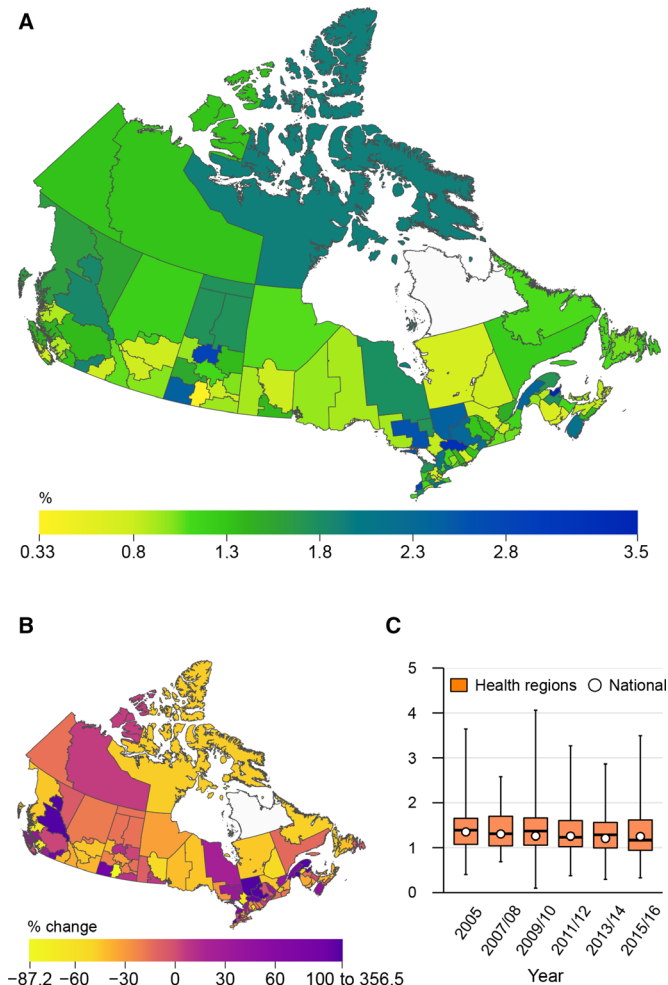 A
%
0.33 0.8 1.3 1.8 2.3 2.8 3.5
B
% change
−87.2 −60 −30 0 30 60 100 to 356.5
C
5
Health regions National
4
3
2
1
0
2005 2007/08 2009/10 2011/12 2013/14 2015/16
Year